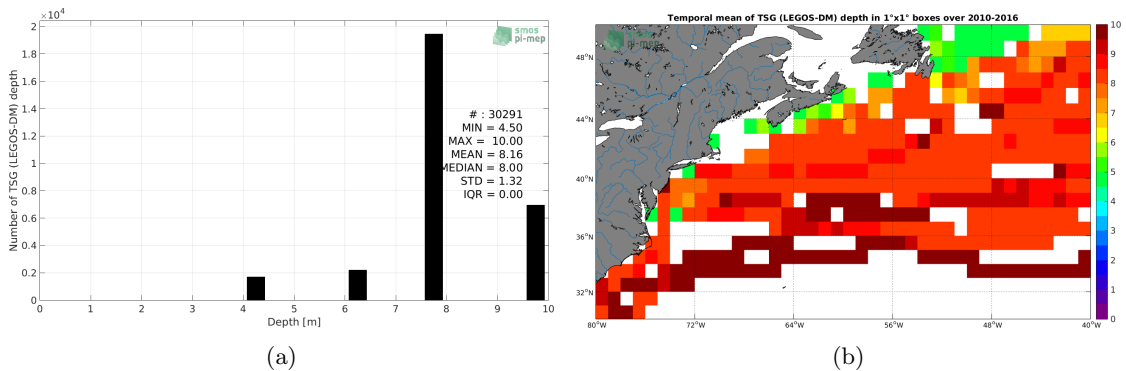 ×10⁴
2
1.8
1.6
1.4
1.2
1
0.8
0.6
0.4
0.2
0
Number of TSG (LEGOS-DM) depth
smos
pi-mep
# : 30291
MIN = 4.50
MAX = 10.00
MEAN = 8.16
MEDIAN = 8.00
STD = 1.32
IQR = 0.00
0 1 2 3 4 5 6 7 8 9 10
Depth [m]
(a)
Temporal mean of TSG (LEGOS-DM) depth in 1°x1° boxes over 2010-2016
smos
pi-mep
48°N
44°N
40°N
36°N
32°N
80°W 72°W 64°W 56°W 48°W 40°W
10
9
8
7
6
5
4
3
2
1
0
(b)